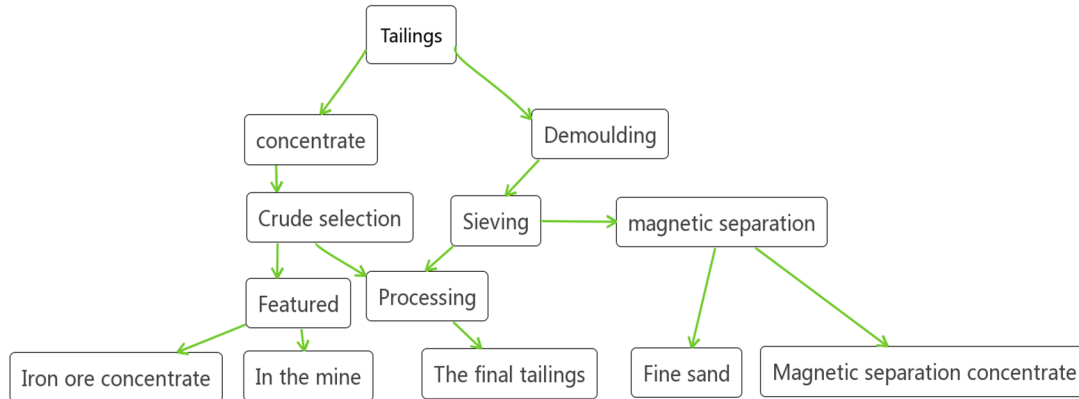 Tailings
concentrate
Demoulding
Crude selection
Sieving
magnetic separation
Featured
Processing
Iron ore concentrate
In the mine
The final tailings
Fine sand
Magnetic separation concentrate